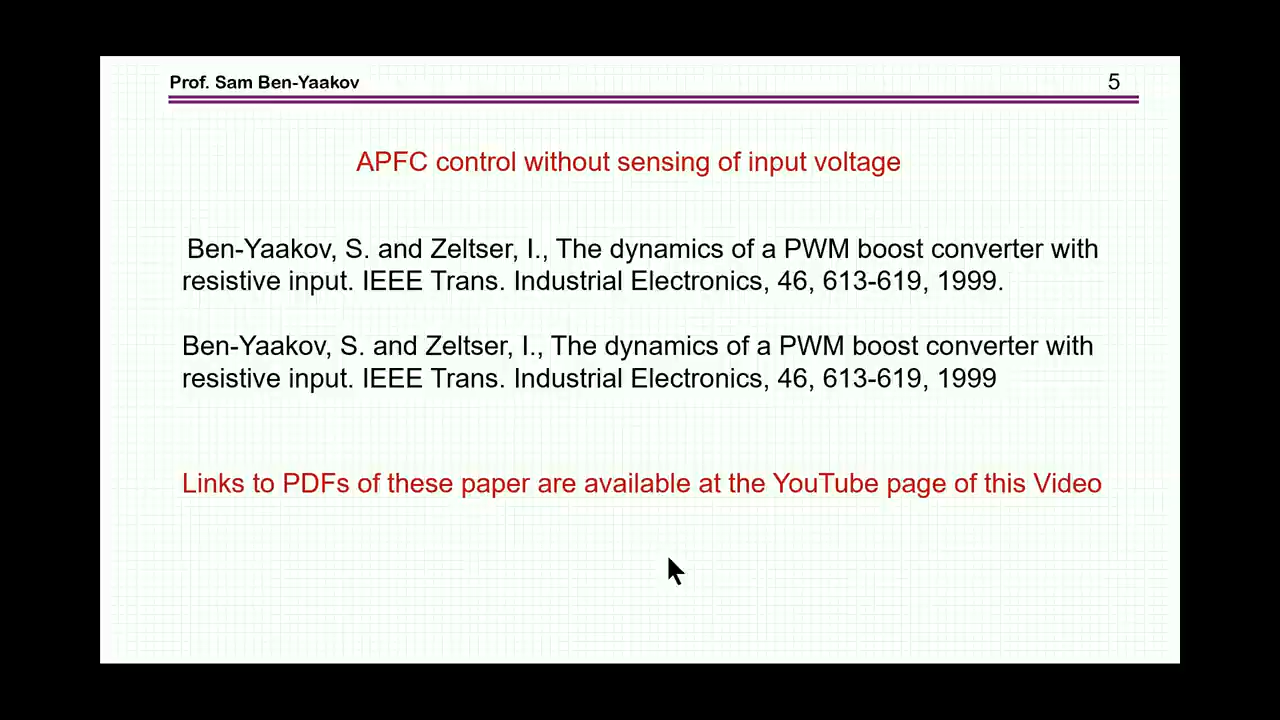 Prof. Sam Ben-Yaakov
5
APFC control without sensing of input voltage
Ben-Yaakov, S. and Zeltser, I., The dynamics of a PWM boost converter with
resistive input. IEEE Trans. Industrial Electronics, 46, 613-619, 1999.
Ben-Yaakov, S. and Zeltser, I., The dynamics of a PWM boost converter with
resistive input. IEEE Trans. Industrial Electronics, 46, 613-619, 1999
Links to PDFs of these paper are available at the YouTube page of this Video